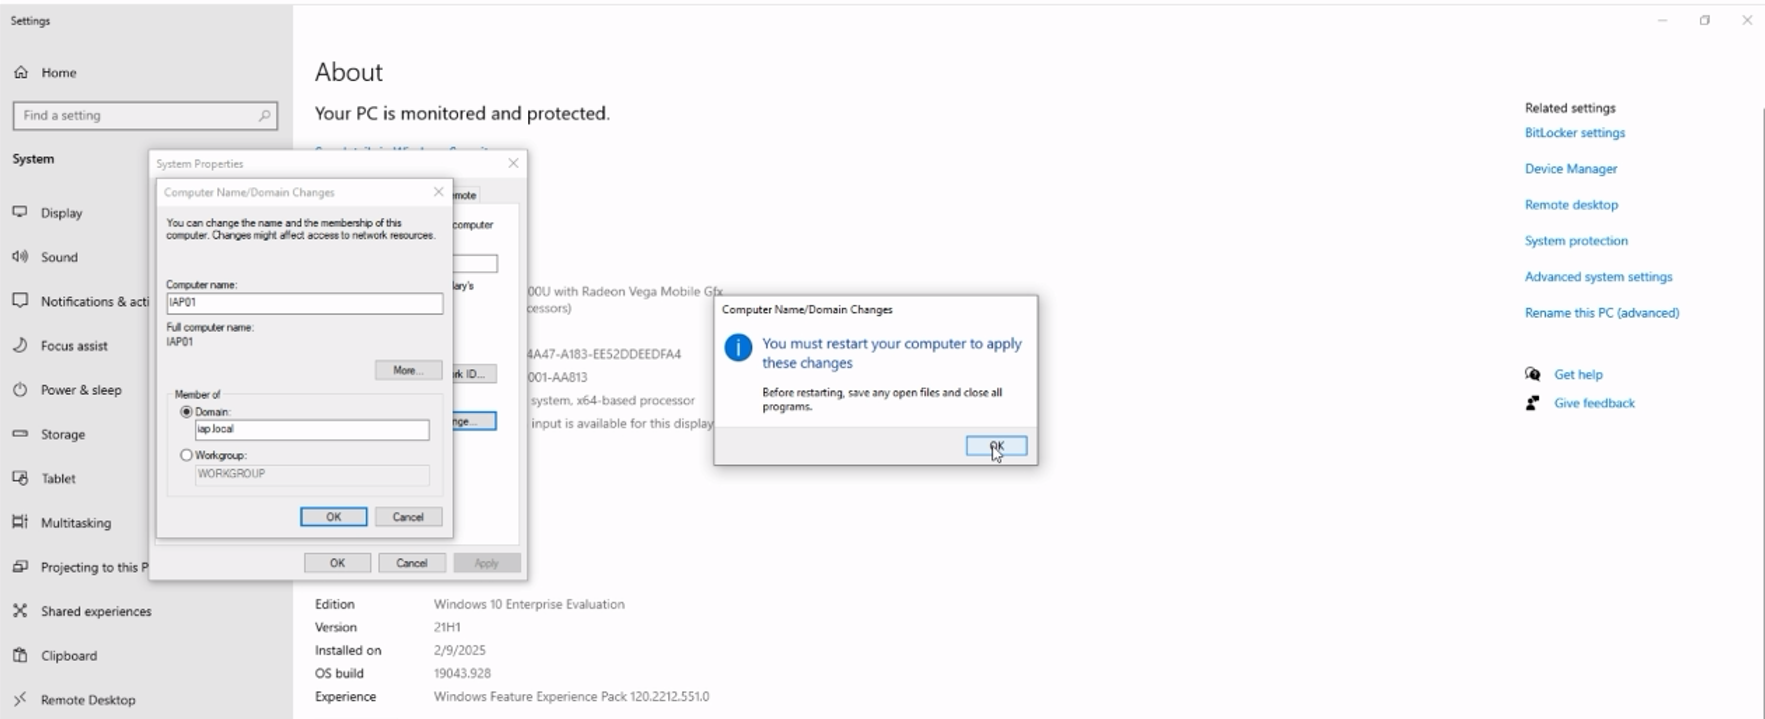 Settings
Home
Find a setting
System
Display
Sound
Notifications & acti
Focus assist
Power & sleep
Storage
Tablet
Multitasking
Projecting to this P
Shared experiences
Clipboard
Remote Desktop
About
Your PC is monitored and protected.
System Properties
Computer Name/Domain Changes
You can change the name and the membership of this
computer. Changes might affect access to network resources.
Computer name:
IAP01
Full computer name:
IAP01
More...
Member of
Domain:
iap.local
Workgroup:
WORKGROUP
OK Cancel
emote
computer
ary's
rk ID...
nge...
OK Cancel Apply
00U with Radeon Vega Mobile Gfx
cessors)
4A47-A183-EE52DDEEDFA4
001-AA813
system, x64-based processor
input is available for this display
Computer Name/Domain Changes
You must restart your computer to apply
these changes
Before restarting, save any open files and close all
programs.
OK
Edition Windows 10 Enterprise Evaluation
Version 21H1
Installed on 2/9/2025
OS build 19043.928
Experience Windows Feature Experience Pack 120.2212.551.0
Related settings
BitLocker settings
Device Manager
Remote desktop
System protection
Advanced system settings
Rename this PC (advanced)
Get help
Give feedback